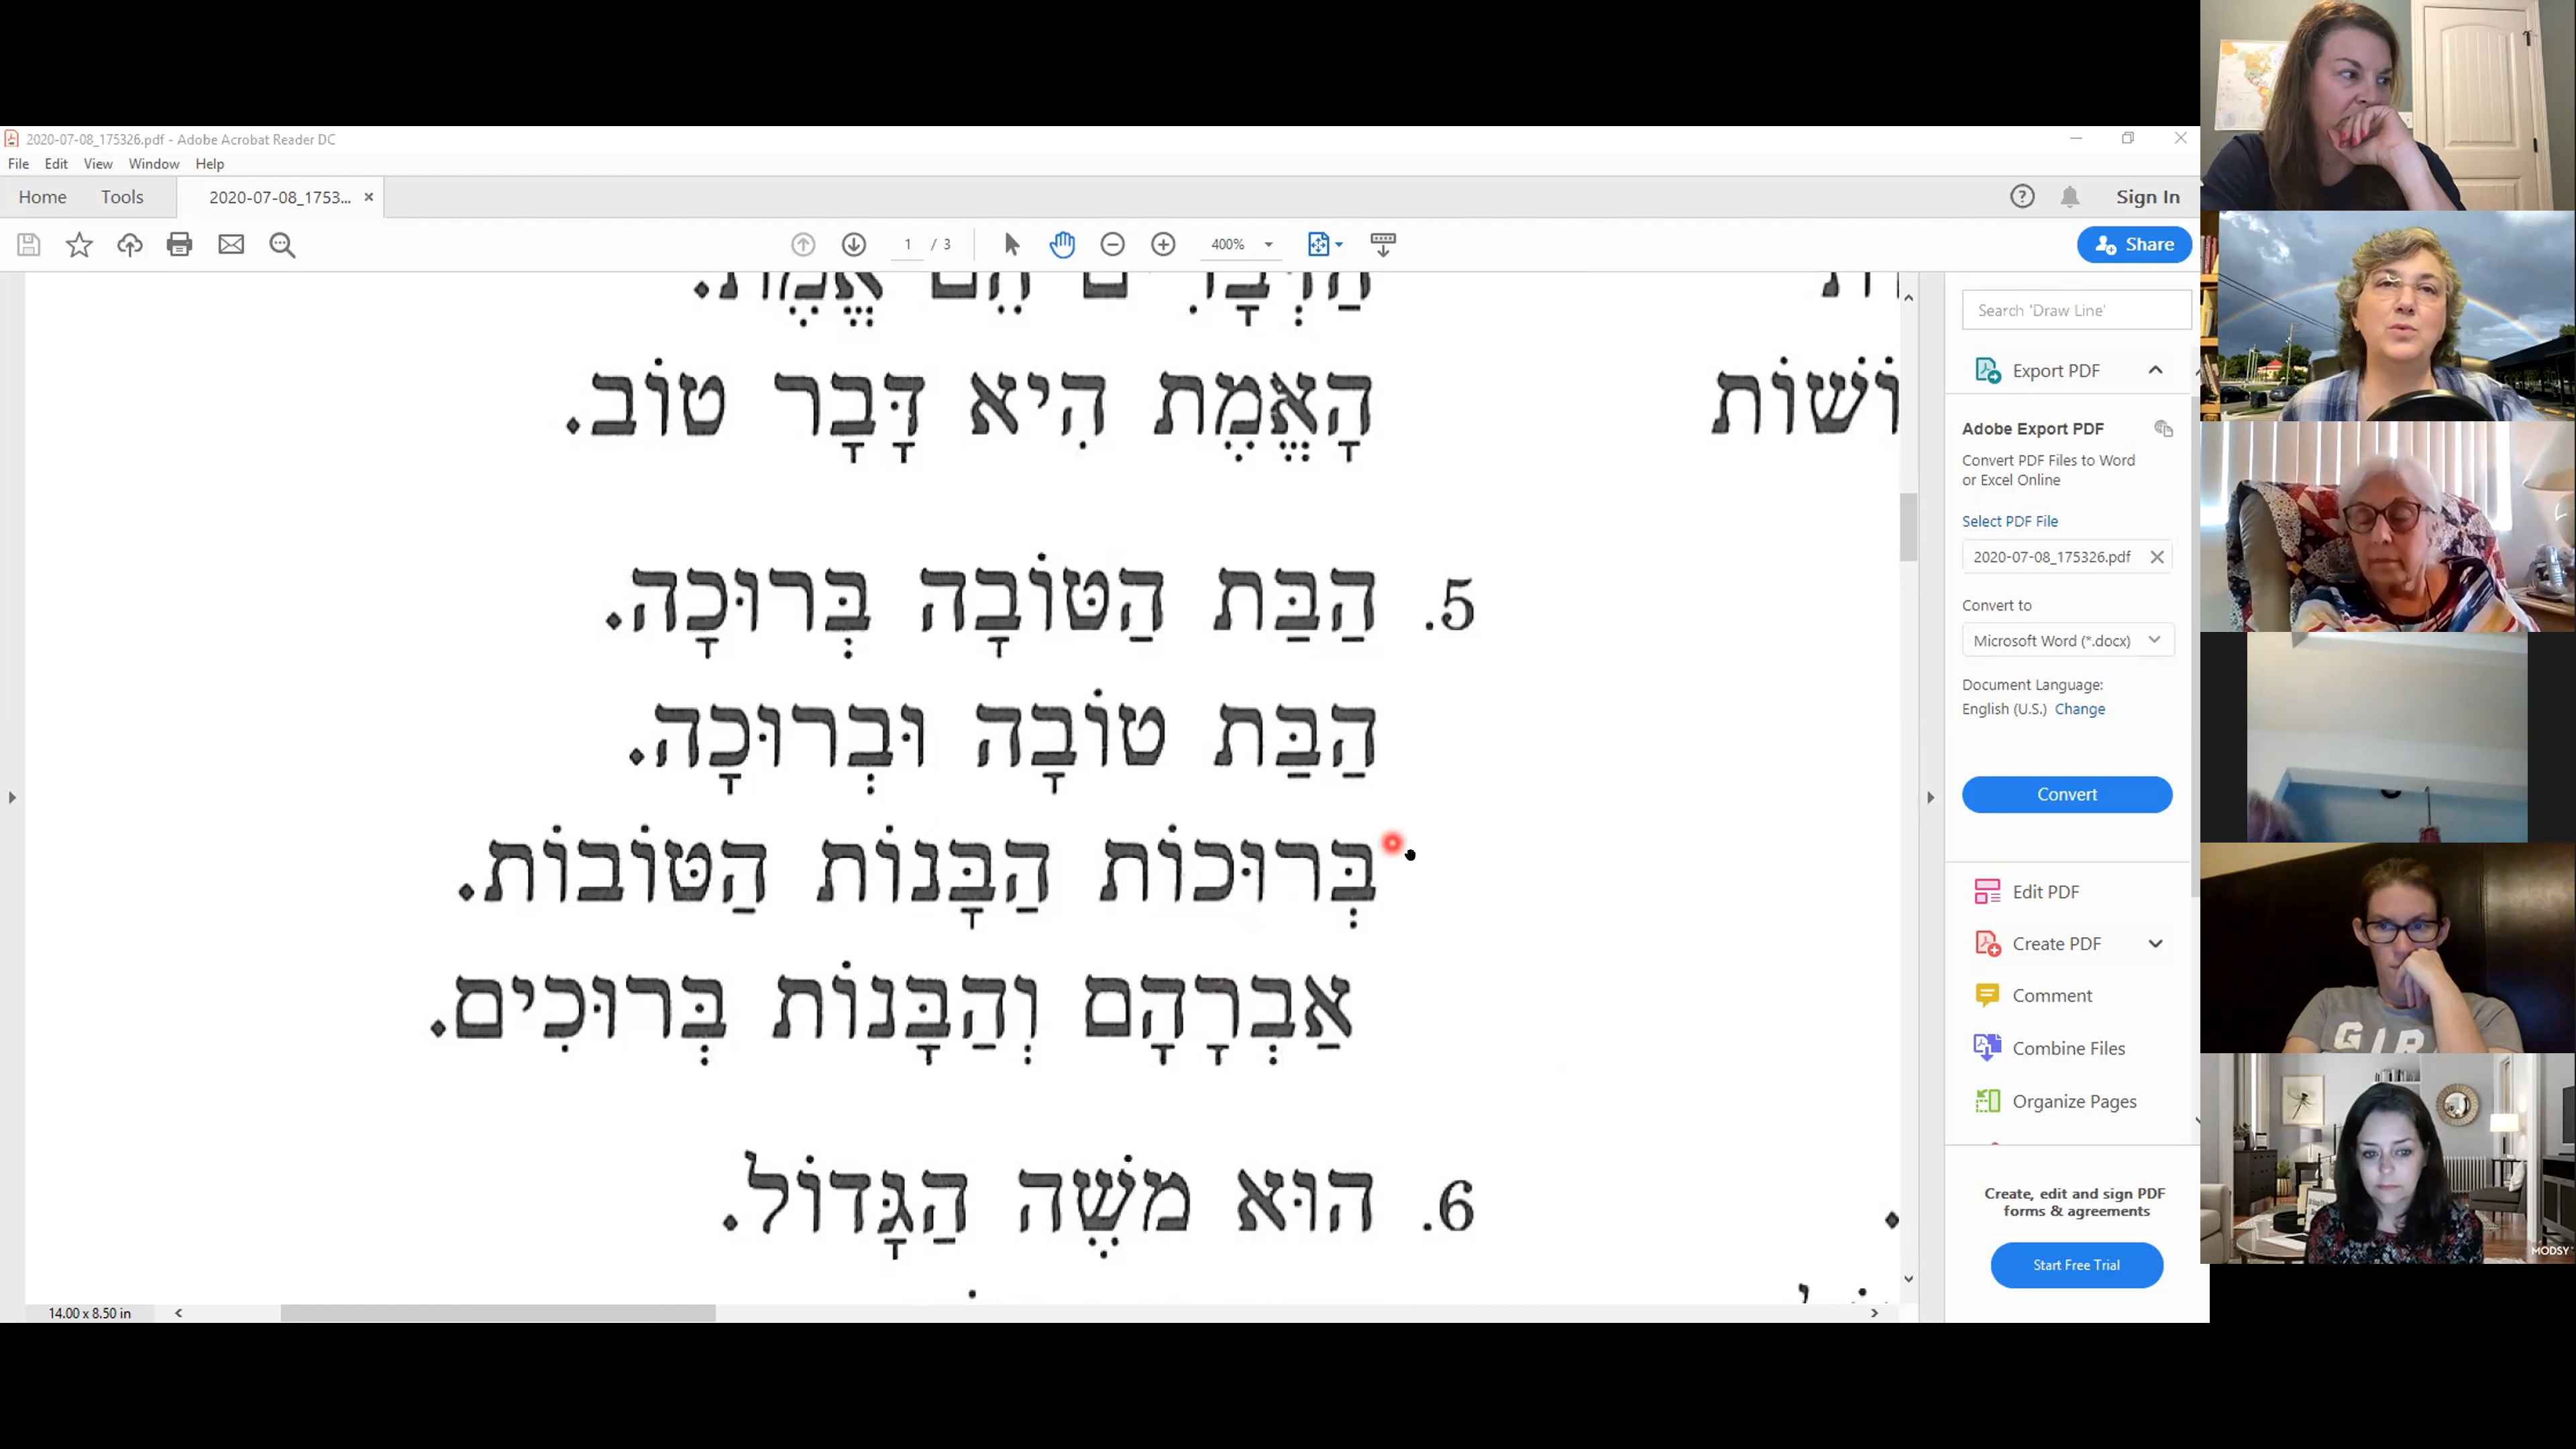 2020-07-08_175326.pdf - Adobe Acrobat Reader DC
File Edit View Window Help
Home Tools 2020-07-08_1753... Sign In
1 / 3 400% Share
הָאֱמֶת הִיא דָּבָר טוֹב.
5. הַבַּת הַטּוֹבָה בְּרוּכָה.
הַבַּת טוֹבָה וּבְרוּכָה.
בְּרוּכוֹת הַבָּנוֹת הַטּוֹבוֹת.
אַבְרָהָם וְהַבָּנוֹת בְּרוּכִים.
6. הוּא מֹשֶׁה הַגָּדוֹל.
14.00 x 8.50 in
Search 'Draw Line'
Export PDF
Adobe Export PDF
Convert PDF Files to Word
or Excel Online
Select PDF File
2020-07-08_175326.pdf
Convert to
Microsoft Word (*.docx)
Document Language:
English (U.S.) Change
Convert
Edit PDF
Create PDF
Comment
Combine Files
Organize Pages
Create, edit and sign PDF
forms & agreements
Start Free Trial
MODSY